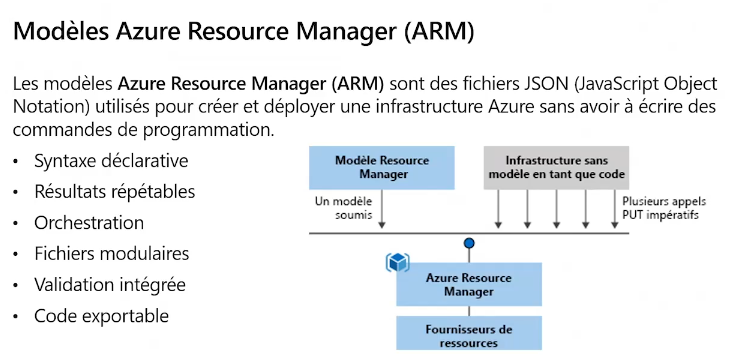 Modèles Azure Resource Manager (ARM)
Les modèles Azure Resource Manager (ARM) sont des fichiers JSON (JavaScript Object
Notation) utilisés pour créer et déployer une infrastructure Azure sans avoir à écrire des
commandes de programmation.
• Syntaxe déclarative
• Résultats répétables
• Orchestration
• Fichiers modulaires
• Validation intégrée
• Code exportable
Modèle Resource
Manager
Infrastructure sans
modèle en tant que code
Un modèle
soumis
Plusieurs appels
PUT impératifs
Azure Resource
Manager
Fournisseurs de
ressources